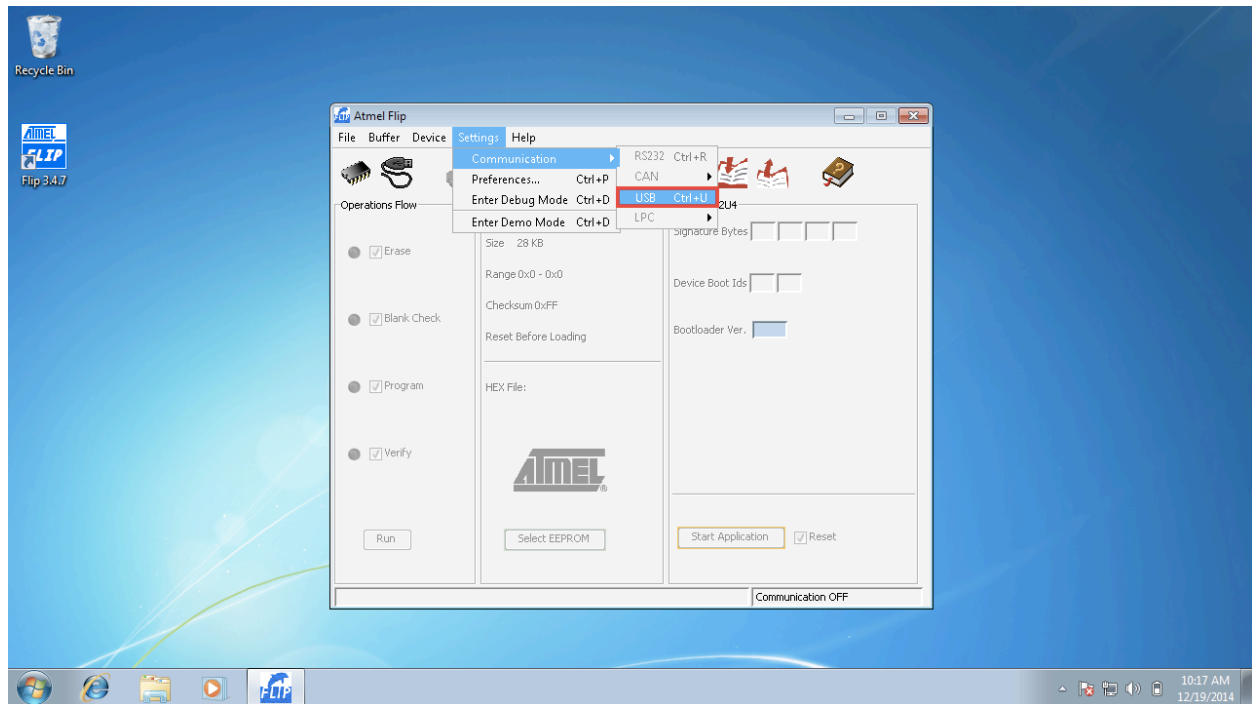 Recycle Bin
ATMEL
FLIP
Flip 3.4.7
Atmel Flip
File Buffer Device Settings Help
Communication
Preferences... Ctrl+P
Enter Debug Mode Ctrl+D
Enter Demo Mode Ctrl+D
RS232 Ctrl+R
CAN
USB Ctrl+U
LPC
Operations Flow
Erase
Blank Check
Program
Verify
Run
Size 28 KB
Range 0x0 - 0x0
Checksum 0xFF
Reset Before Loading
HEX File:
ATMEL
®
Select EEPROM
2U4
Signature Bytes
Device Boot Ids
Bootloader Ver.
Start Application Reset
Communication OFF
FLIP
10:17 AM
12/19/2014